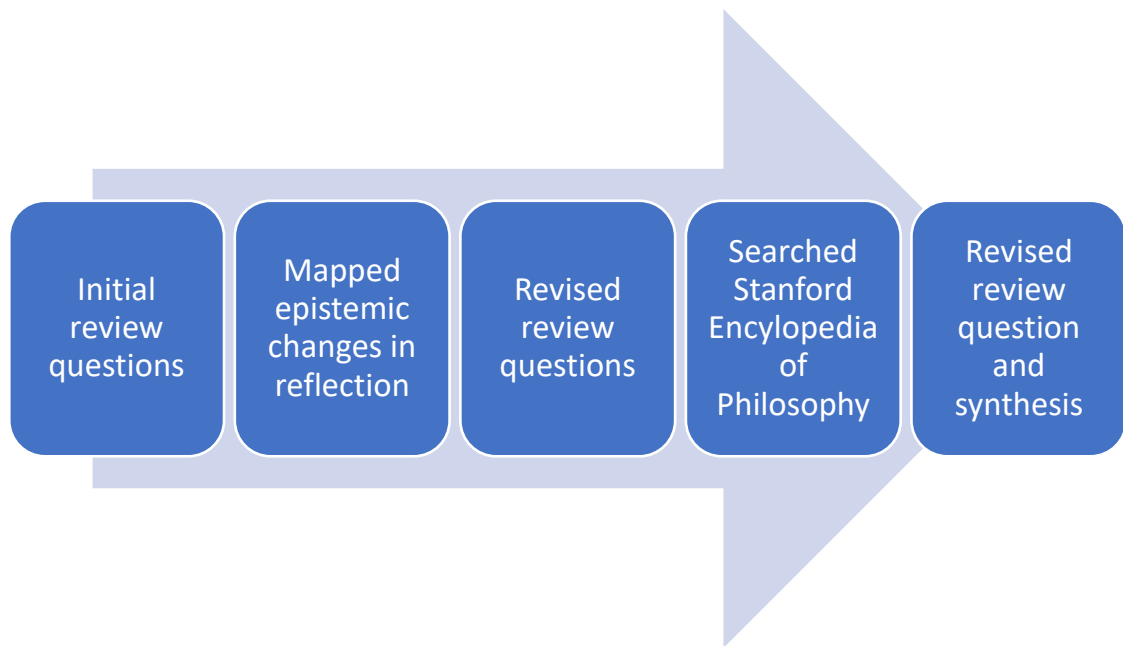 Initial
review
questions
Mapped
epistemic
changes in
reflection
Revised
review
questions
Searched
Stanford
Encylopedia
of
Philosophy
Revised
review
question
and
synthesis